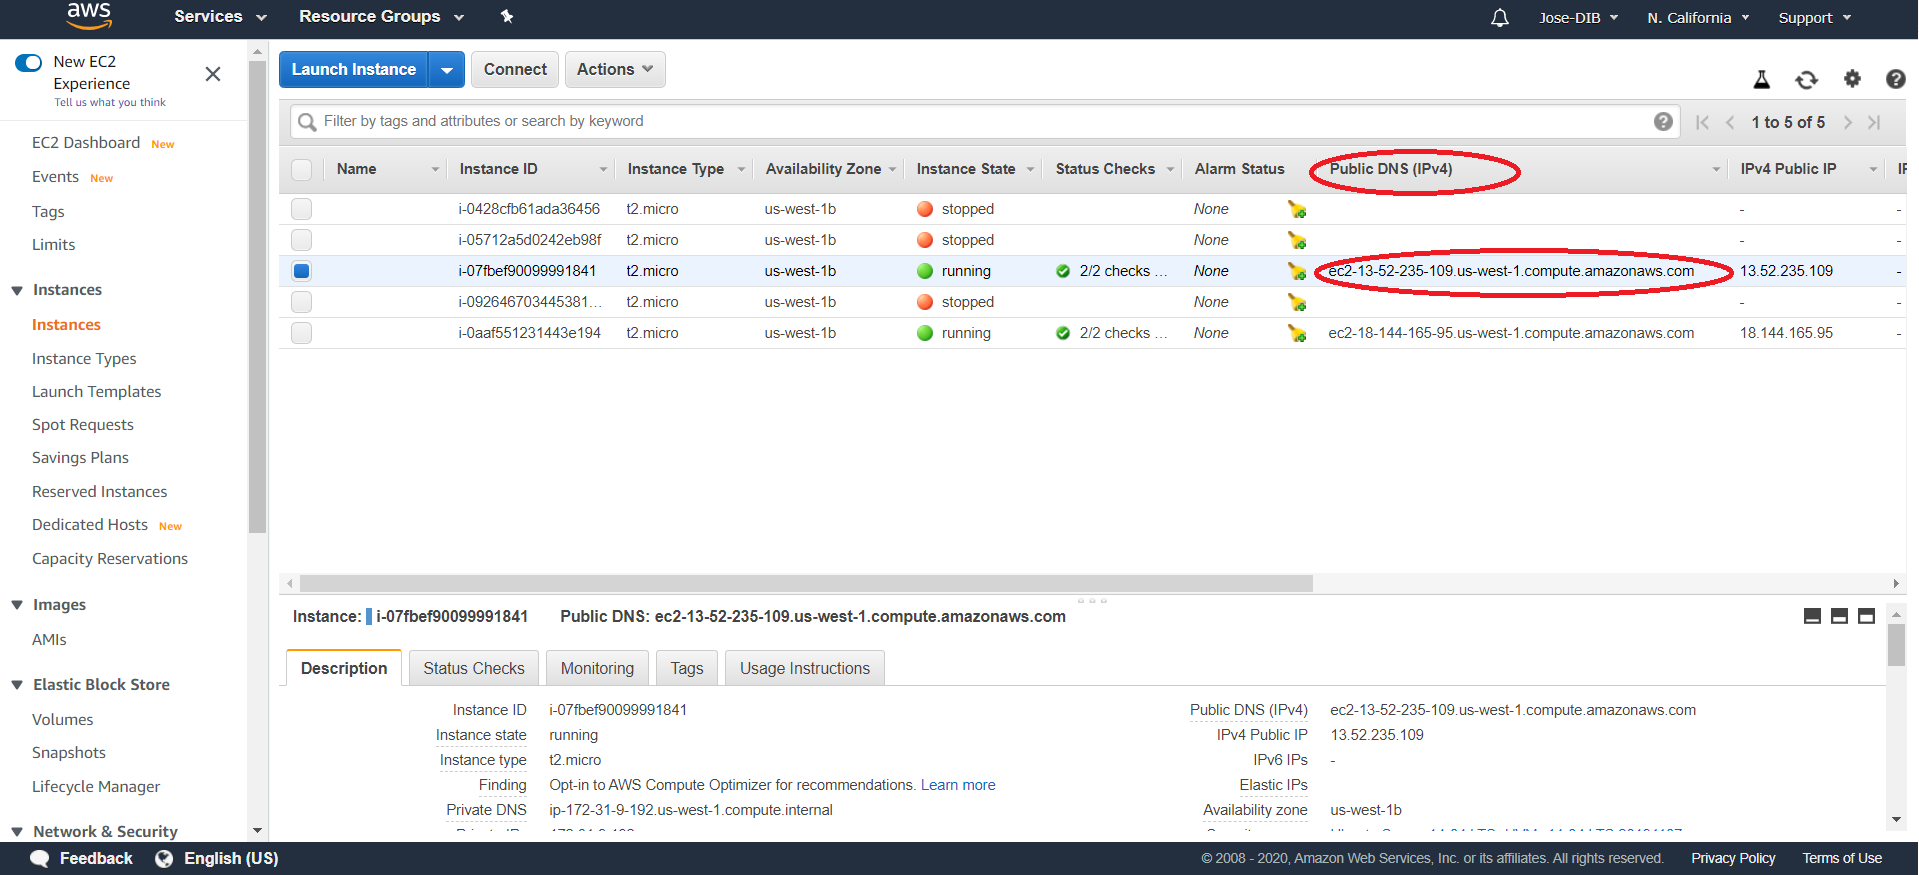 aws Services Resource Groups Jose-DIB N. California Support
New EC2
Experience
Tell us what you think
Launch Instance Connect Actions
Filter by tags and attributes or search by keyword 1 to 5 of 5
EC2 Dashboard New
Events New
Tags
Limits
Instances
Instances
Instance Types
Launch Templates
Spot Requests
Savings Plans
Reserved Instances
Dedicated Hosts New
Capacity Reservations
Images
AMIs
Elastic Block Store
Volumes
Snapshots
Lifecycle Manager
Network & Security
Name Instance ID Instance Type Availability Zone Instance State Status Checks Alarm Status Public DNS (IPv4) IPv4 Public IP
i-0428cfb61ada36456 t2.micro us-west-1b stopped None - -
i-05712a5d0242eb98f t2.micro us-west-1b stopped None - -
i-07fbef90099991841 t2.micro us-west-1b running 2/2 checks ... None ec2-13-52-235-109.us-west-1.compute.amazonaws.com 13.52.235.109 -
i-092646703445381... t2.micro us-west-1b stopped None - -
i-0aaf551231443e194 t2.micro us-west-1b running 2/2 checks ... None ec2-18-144-165-95.us-west-1.compute.amazonaws.com 18.144.165.95 -
Instance: i-07fbef90099991841 Public DNS: ec2-13-52-235-109.us-west-1.compute.amazonaws.com
Description Status Checks Monitoring Tags Usage Instructions
Instance ID i-07fbef90099991841 Public DNS (IPv4) ec2-13-52-235-109.us-west-1.compute.amazonaws.com
Instance state running IPv4 Public IP 13.52.235.109
Instance type t2.micro IPv6 IPs -
Finding Opt-in to AWS Compute Optimizer for recommendations. Learn more Elastic IPs
Private DNS ip-172-31-9-192.us-west-1.compute.internal Availability zone us-west-1b
Feedback English (US) © 2008 - 2020, Amazon Web Services, Inc. or its affiliates. All rights reserved. Privacy Policy Terms of Use